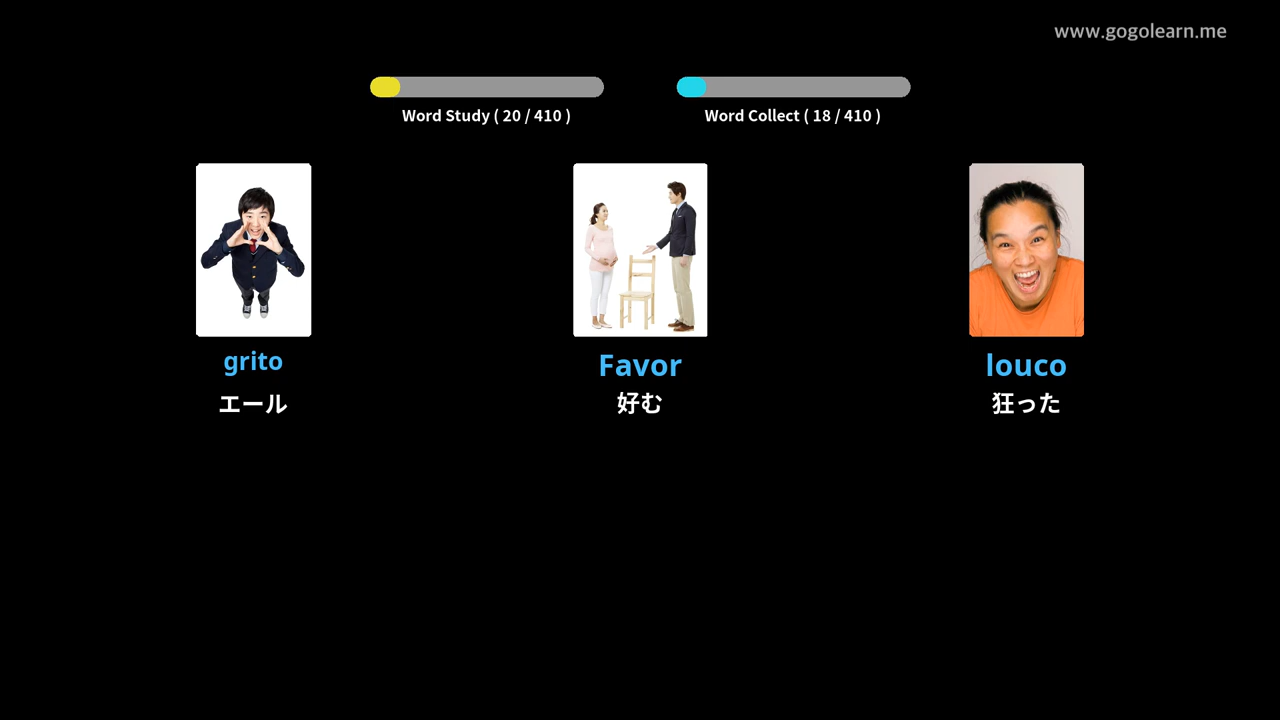 www.gogolearn.me
Word Study ( 20 / 410 )
Word Collect ( 18 / 410 )
grito
Favor
louco
エール
好む
狂った